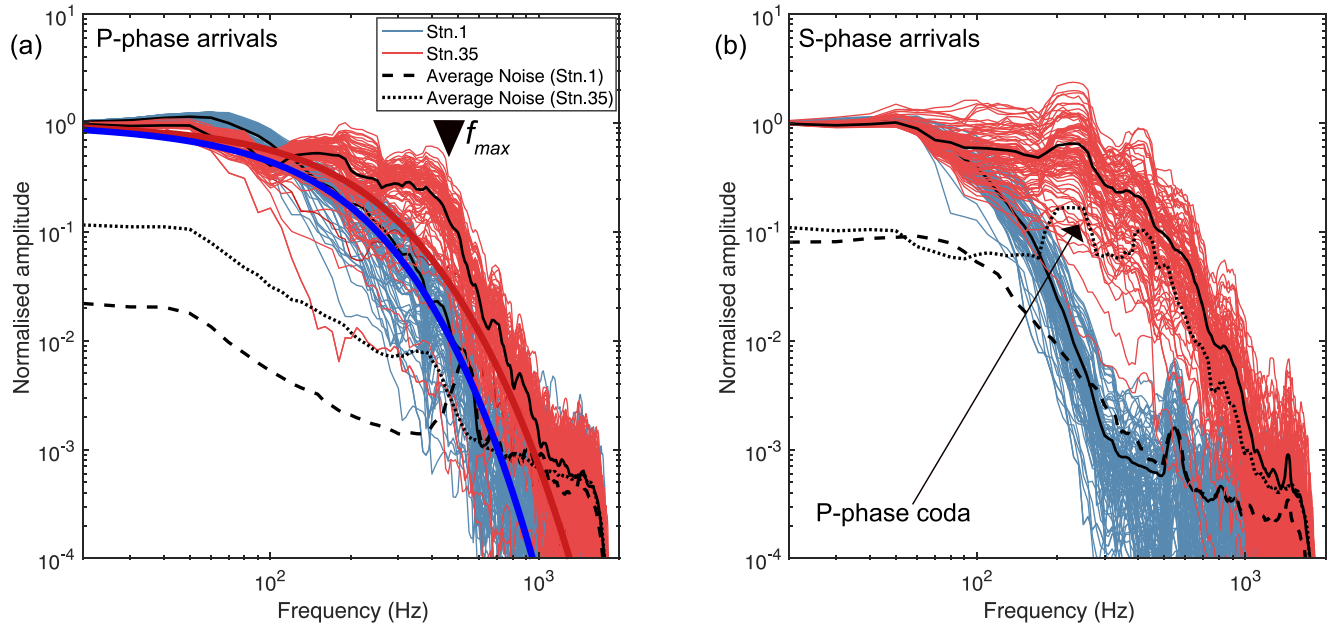 (a)
P-phase arrivals
Stn.1
Stn.35
Average Noise (Stn.1)
Average Noise (Stn.35)
f_max
Normalised amplitude
10^1
10^0
10^-1
10^-2
10^-3
10^-4
10^2
10^3
Frequency (Hz)
(b)
S-phase arrivals
P-phase coda
Normalised amplitude
10^1
10^0
10^-1
10^-2
10^-3
10^-4
10^2
10^3
Frequency (Hz)